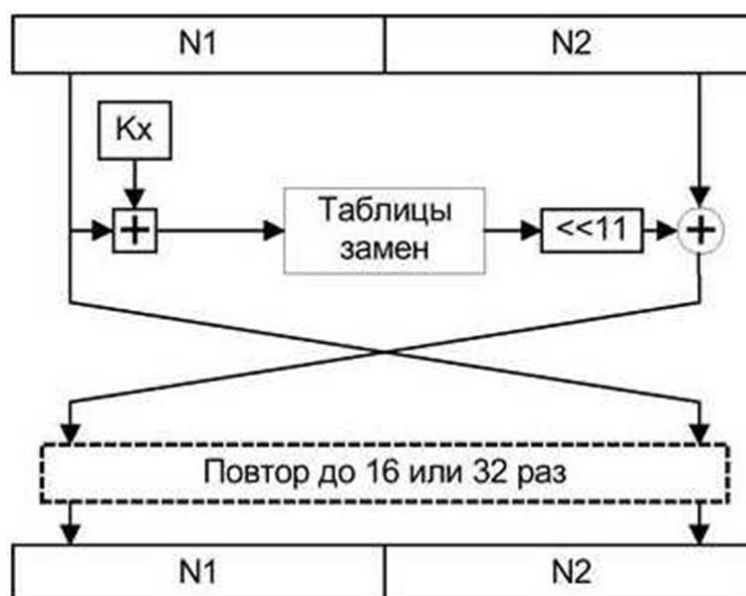 N1 N2
Kx
+
Таблицы
замен
<<11
+
Повтор до 16 или 32 раз
N1 N2